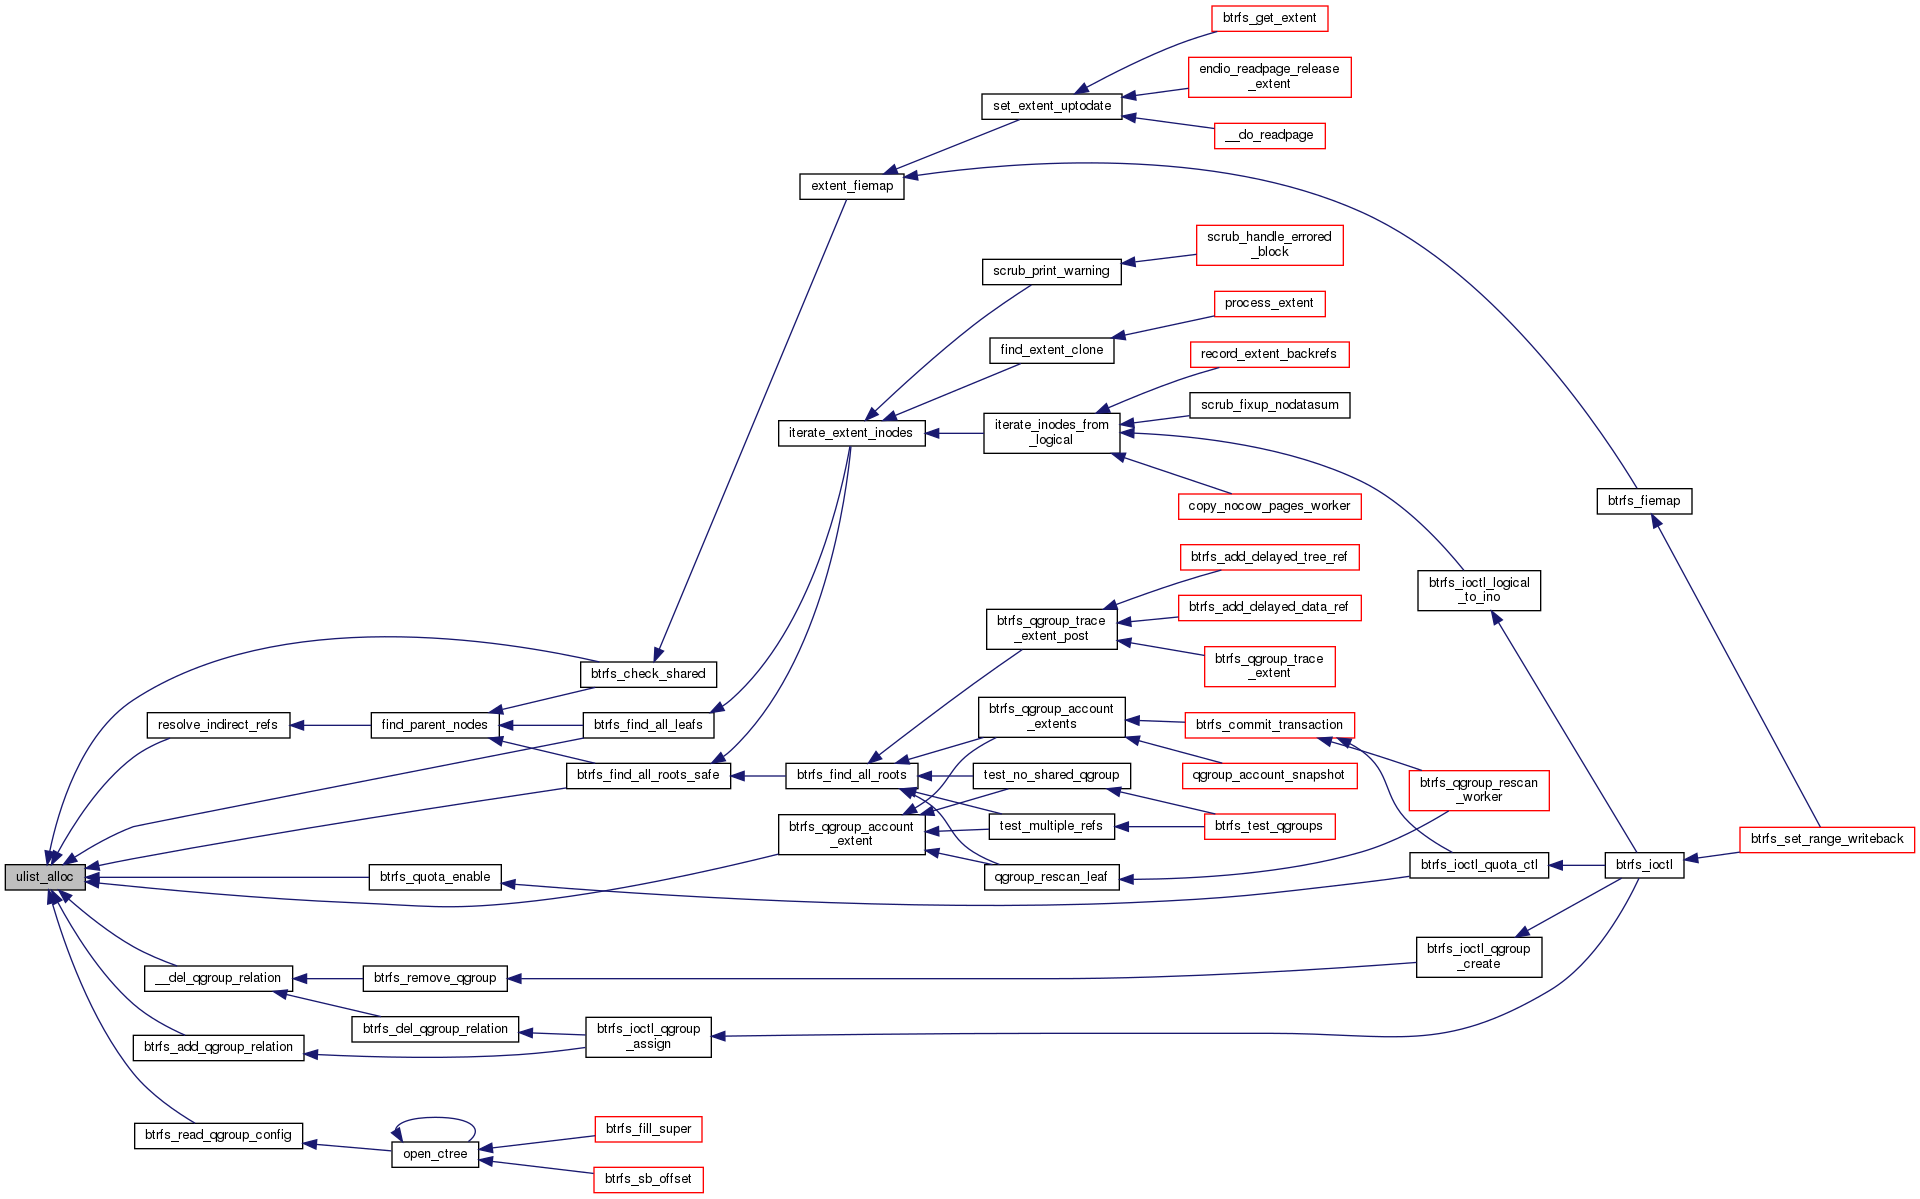 btrfs_get_extent
endio_readpage_release
_extent
set_extent_uptodate
__do_readpage
extent_fiemap
scrub_handle_errored
_block
scrub_print_warning
process_extent
find_extent_clone
record_extent_backrefs
scrub_fixup_nodatasum
iterate_extent_inodes
iterate_inodes_from
_logical
copy_nocow_pages_worker
btrfs_fiemap
btrfs_add_delayed_tree_ref
btrfs_ioctl_logical
_to_ino
btrfs_add_delayed_data_ref
btrfs_qgroup_trace
_extent_post
btrfs_qgroup_trace
_extent
btrfs_check_shared
resolve_indirect_refs
find_parent_nodes
btrfs_find_all_leafs
btrfs_qgroup_account
_extents
btrfs_commit_transaction
btrfs_find_all_roots_safe
btrfs_find_all_roots
test_no_shared_qgroup
qgroup_account_snapshot
btrfs_qgroup_rescan
_worker
btrfs_qgroup_account
_extent
test_multiple_refs
btrfs_test_qgroups
btrfs_set_range_writeback
ulist_alloc
btrfs_quota_enable
qgroup_rescan_leaf
btrfs_ioctl_quota_ctl
btrfs_ioctl
btrfs_ioctl_qgroup
_create
__del_qgroup_relation
btrfs_remove_qgroup
btrfs_del_qgroup_relation
btrfs_ioctl_qgroup
_assign
btrfs_add_qgroup_relation
btrfs_read_qgroup_config
open_ctree
btrfs_fill_super
btrfs_sb_offset